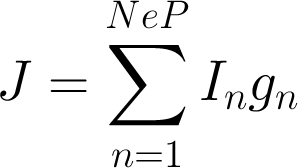 J = \sum_{n=1}^{NeP} I_n g_n